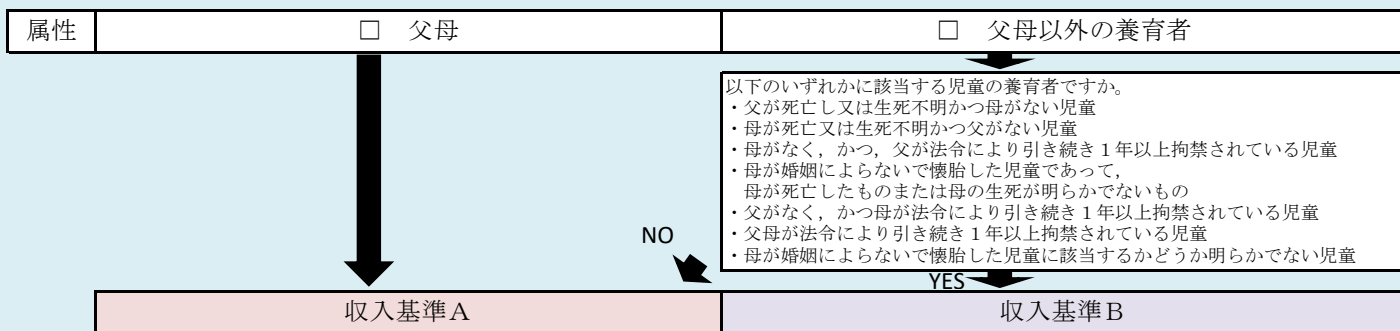 属性
□　父母
□　父母以外の養育者
以下のいずれかに該当する児童の養育者ですか。
・父が死亡し又は生死不明かつ母がない児童
・母が死亡又は生死不明かつ父がない児童
・母がなく，かつ，父が法令により引き続き１年以上拘禁されている児童
・母が婚姻によらないで懐胎した児童であって，
母が死亡したものまたは母の生死が明らかでないもの
・父がなく，かつ母が法令により引き続き１年以上拘禁されている児童
・父母が法令により引き続き１年以上拘禁されている児童
・母が婚姻によらないで懐胎した児童に該当するかどうか明らかでない児童
NO
YES
収入基準Ａ
収入基準Ｂ